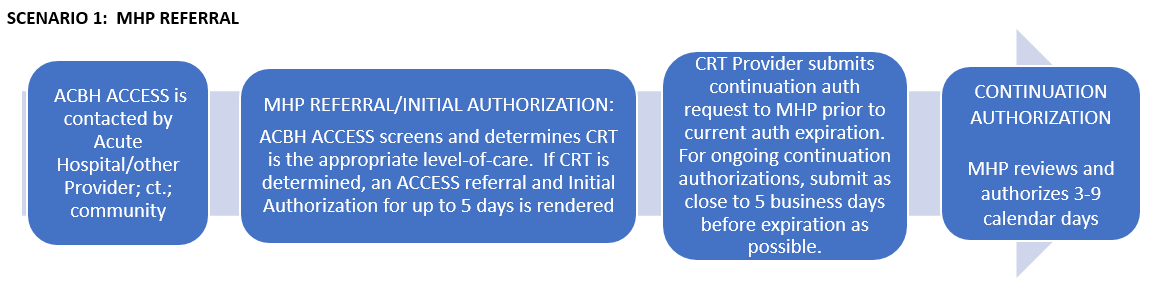 SCENARIO 1:  MHP REFERRAL
ACBH ACCESS is
contacted by
Acute
Hospital/other
Provider; ct.;
community
MHP REFERRAL/INITIAL AUTHORIZATION:
ACBH ACCESS screens and determines CRT
is the appropriate level-of-care.  If CRT is
determined, an ACCESS referral and Initial
Authorization for up to 5 days is rendered
CRT Provider submits
continuation auth
request to MHP prior to
current auth expiration.
For ongoing continuation
authorizations, submit as
close to 5 business days
before expiration as
possible.
CONTINUATION
AUTHORIZATION
MHP reviews and
authorizes 3-9
calendar days